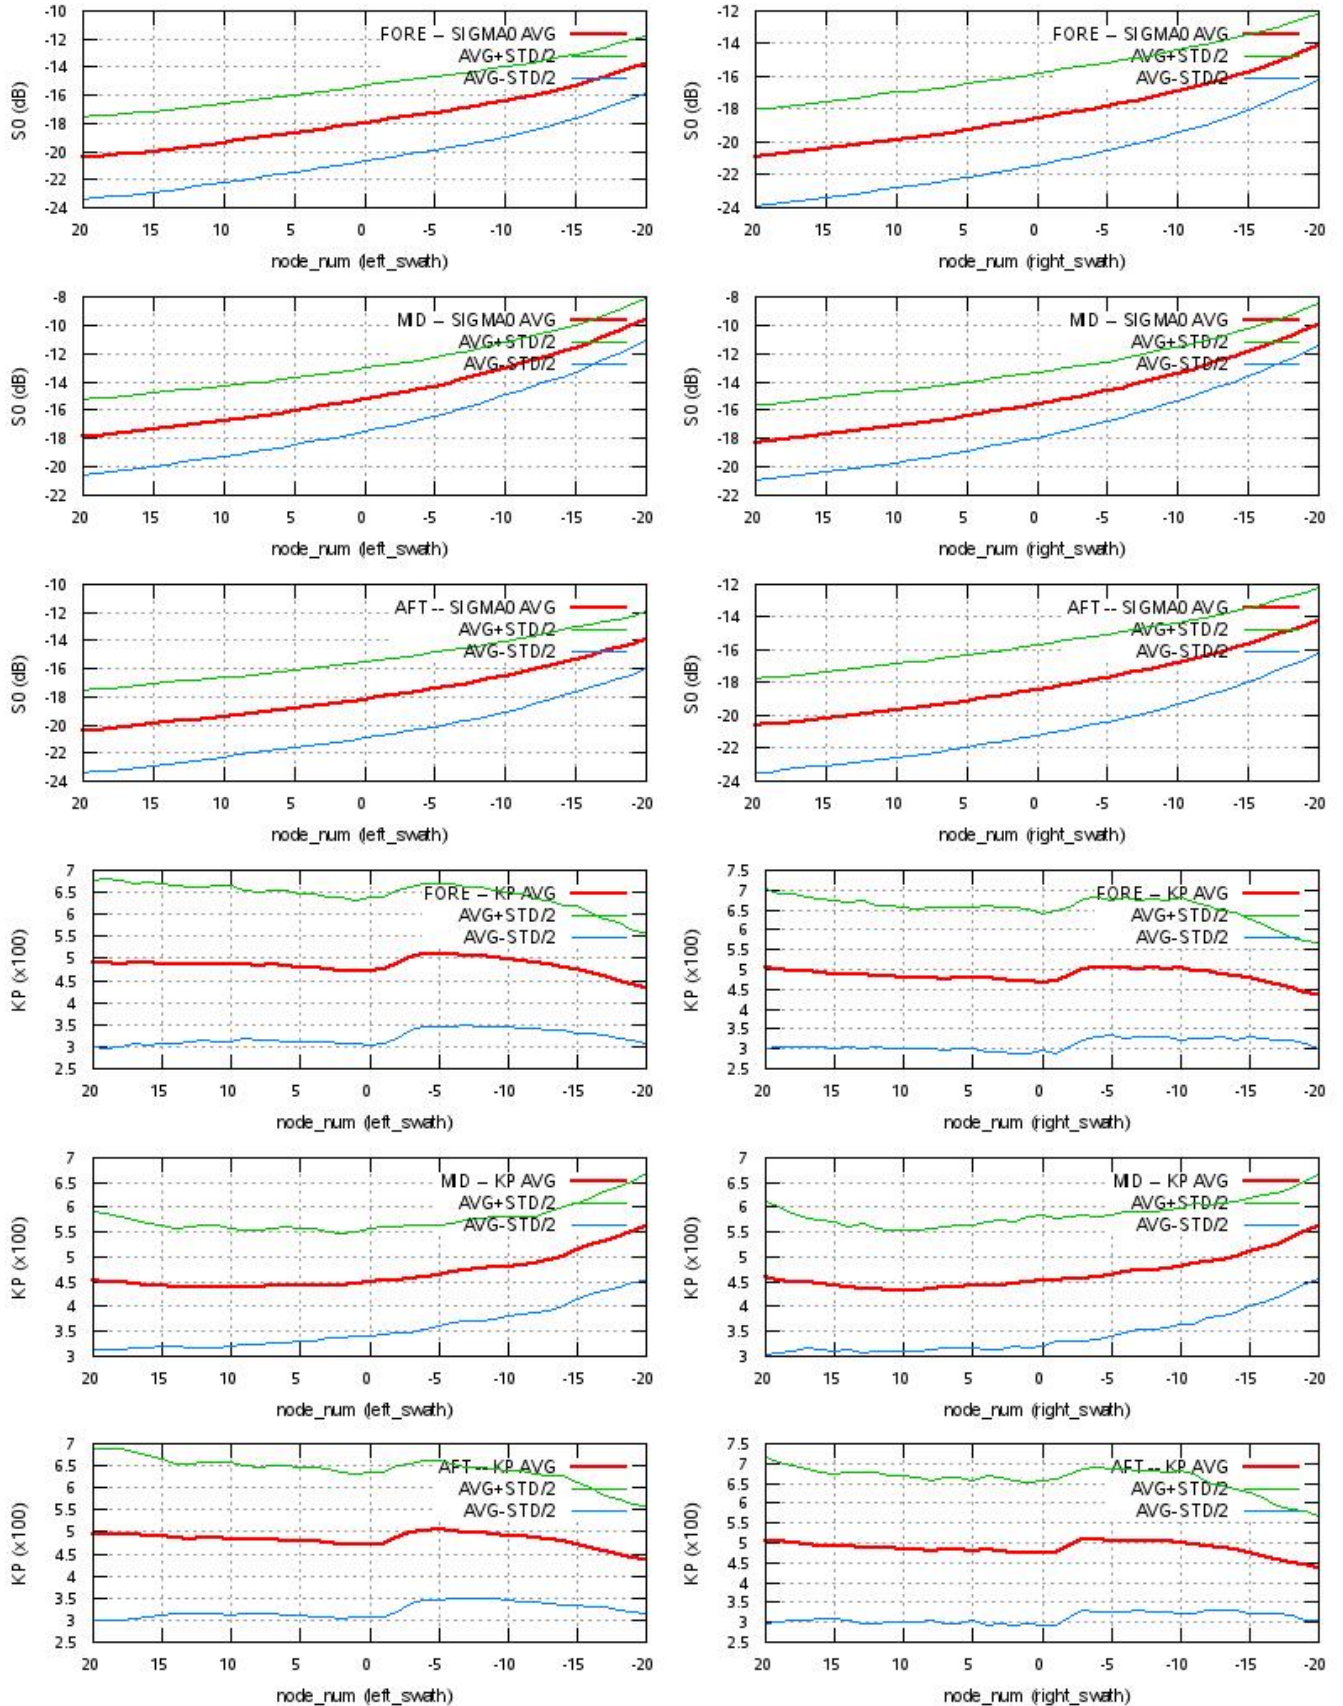 -10
-12
-14
-16
-18
-20
-22
-24
S0 (dB)
FORE -- SIGMA0 AVG
AVG+STD/2
AVG-STD/2
20 15 10 5 0 -5 -10 -15 -20
node_num (left_swath)
-12
-14
-16
-18
-20
-22
-24
S0 (dB)
FORE -- SIGMA0 AVG
AVG+STD/2
AVG-STD/2
20 15 10 5 0 -5 -10 -15 -20
node_num (right_swath)
-8
-10
-12
-14
-16
-18
-20
-22
S0 (dB)
MID -- SIGMA0 AVG
AVG+STD/2
AVG-STD/2
20 15 10 5 0 -5 -10 -15 -20
node_num (left_swath)
-8
-10
-12
-14
-16
-18
-20
-22
S0 (dB)
MID -- SIGMA0 AVG
AVG+STD/2
AVG-STD/2
20 15 10 5 0 -5 -10 -15 -20
node_num (right_swath)
-10
-12
-14
-16
-18
-20
-22
-24
S0 (dB)
AFT -- SIGMA0 AVG
AVG+STD/2
AVG-STD/2
20 15 10 5 0 -5 -10 -15 -20
node_num (left_swath)
-12
-14
-16
-18
-20
-22
-24
S0 (dB)
AFT -- SIGMA0 AVG
AVG+STD/2
AVG-STD/2
20 15 10 5 0 -5 -10 -15 -20
node_num (right_swath)
7
6.5
6
5.5
5
4.5
4
3.5
3
2.5
KP (x100)
FORE -- KP AVG
AVG+STD/2
AVG-STD/2
20 15 10 5 0 -5 -10 -15 -20
node_num (left_swath)
7.5
7
6.5
6
5.5
5
4.5
4
3.5
3
2.5
KP (x100)
FORE -- KP AVG
AVG+STD/2
AVG-STD/2
20 15 10 5 0 -5 -10 -15 -20
node_num (right_swath)
7
6.5
6
5.5
5
4.5
4
3.5
3
KP (x100)
MID -- KP AVG
AVG+STD/2
AVG-STD/2
20 15 10 5 0 -5 -10 -15 -20
node_num (left_swath)
7
6.5
6
5.5
5
4.5
4
3.5
3
KP (x100)
MID -- KP AVG
AVG+STD/2
AVG-STD/2
20 15 10 5 0 -5 -10 -15 -20
node_num (right_swath)
7
6.5
6
5.5
5
4.5
4
3.5
3
2.5
KP (x100)
AFT -- KP AVG
AVG+STD/2
AVG-STD/2
20 15 10 5 0 -5 -10 -15 -20
node_num (left_swath)
7.5
7
6.5
6
5.5
5
4.5
4
3.5
3
2.5
KP (x100)
AFT -- KP AVG
AVG+STD/2
AVG-STD/2
20 15 10 5 0 -5 -10 -15 -20
node_num (right_swath)